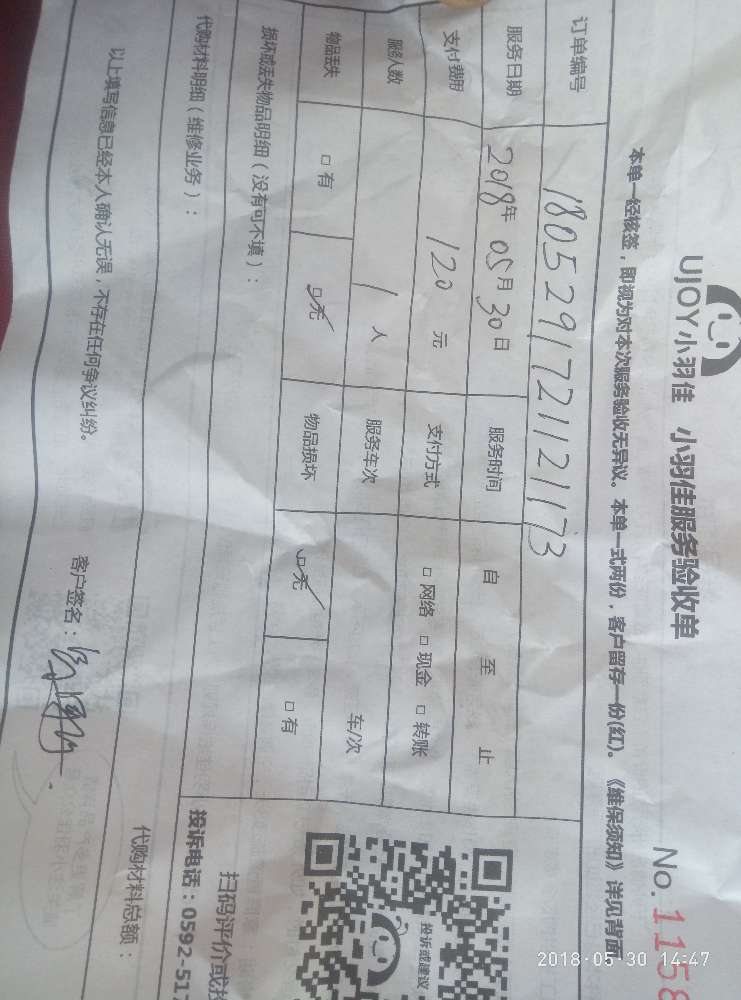 UJOY小羽佳 小羽佳服务验收单
No.1158
本单一经核签，即视为对本次服务验收无异议。本单一式两份，客户留存一份(红)。《维保须知》详见背面
订单编号 1805291721121173
服务日期 2018年05月30日 服务时间 自 至 止
支付费用 120元 支付方式 □网络 □现金 □转账
服务人数 1人 服务车次 车/次
物品丢失 □有 □无 物品损坏 □无 □有
损坏或丢失物品明细（没有可不填）：
代购材料明细（维修业务）：
代购材料总额：
以上填写信息已经本人确认无误，不存在任何争议纠纷。
客户签名：
投诉或建议
扫码评价或投
投诉电话：0592-517
2018-05-30 14:47